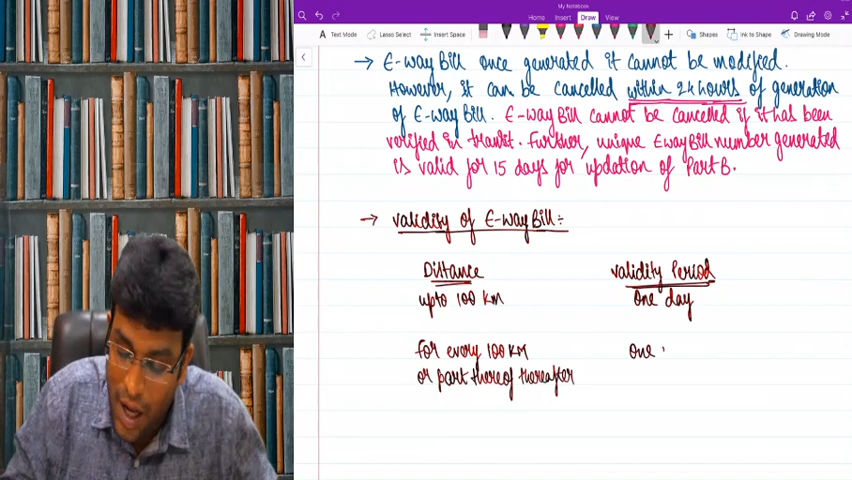 My Notebook
Home Insert Draw View
Text Mode Lasso Select Insert Space Shapes Ink to Shape Drawing Mode
→ E-way Bill once generated it cannot be modified.
However, it can be cancelled within 24 hours of generation
of E-way Bill. E-way Bill cannot be cancelled if it has been
verified in transit. Further, unique Eway Bill number generated
is valid for 15 days for updation of Part B.
→ validity of E-way Bill:-
Distance validity Period
upto 100 KM one day
for every 100 KM one
or part thereof thereafter